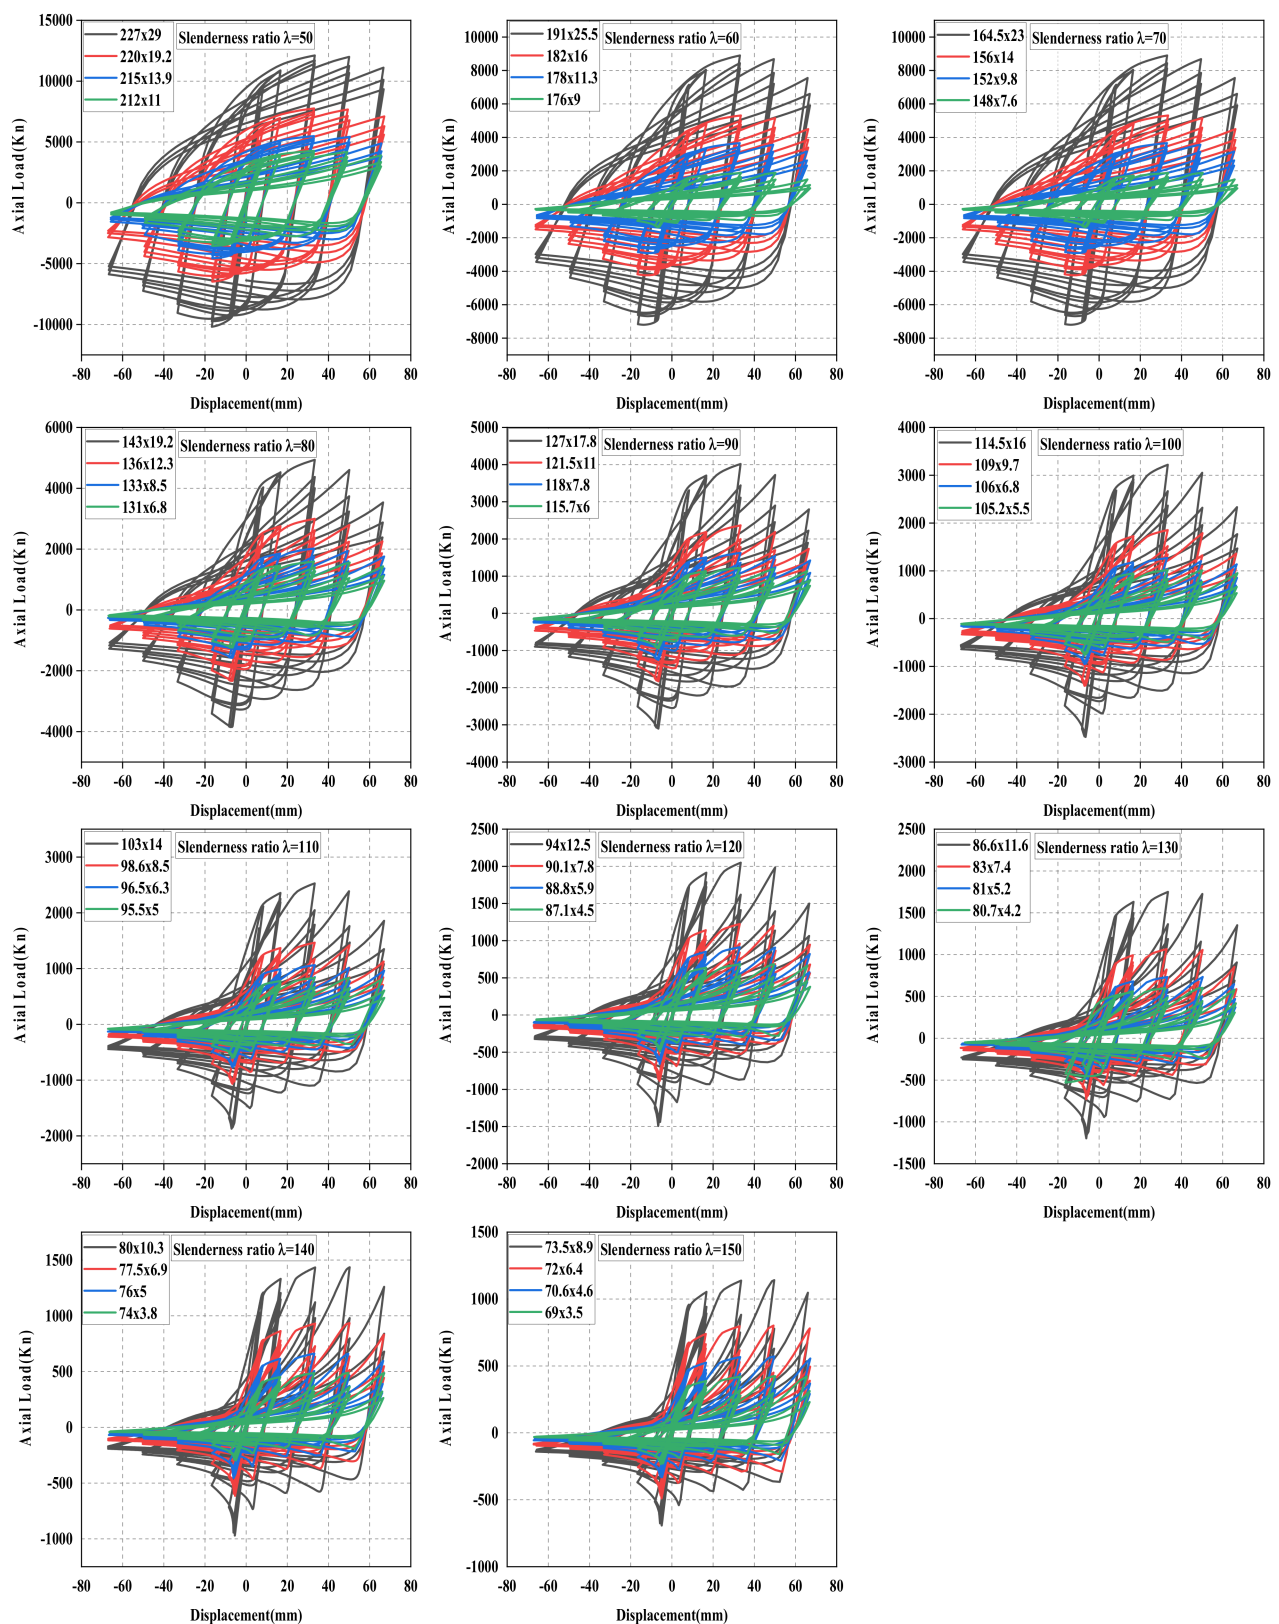 Slenderness ratio λ=50
227x29
220x19.2
215x13.9
212x11
15000
10000
5000
0
-5000
-10000
Axial Load(Kn)
-80 -60 -40 -20 0 20 40 60 80
Displacement(mm)
Slenderness ratio λ=60
191x25.5
182x16
178x11.3
176x9
10000
8000
6000
4000
2000
0
-2000
-4000
-6000
-8000
Axial Load(Kn)
-80 -60 -40 -20 0 20 40 60 80
Displacement(mm)
Slenderness ratio λ=70
164.5x23
156x14
152x9.8
148x7.6
10000
8000
6000
4000
2000
0
-2000
-4000
-6000
-8000
Axial Load(Kn)
-80 -60 -40 -20 0 20 40 60 80
Displacement(mm)
Slenderness ratio λ=80
143x19.2
136x12.3
133x8.5
131x6.8
6000
4000
2000
0
-2000
-4000
Axial Load(Kn)
-80 -60 -40 -20 0 20 40 60 80
Displacement(mm)
Slenderness ratio λ=90
127x17.8
121.5x11
118x7.8
115.7x6
5000
4000
3000
2000
1000
0
-1000
-2000
-3000
-4000
Axial Load(Kn)
-80 -60 -40 -20 0 20 40 60 80
Displacement(mm)
Slenderness ratio λ=100
114.5x16
109x9.7
106x6.8
105.2x5.5
4000
3000
2000
1000
0
-1000
-2000
-3000
Axial Load(Kn)
-80 -60 -40 -20 0 20 40 60 80
Displacement(mm)
Slenderness ratio λ=110
103x14
98.6x8.5
96.5x6.3
95.5x5
3000
2000
1000
0
-1000
-2000
Axial Load(Kn)
-80 -60 -40 -20 0 20 40 60 80
Displacement(mm)
Slenderness ratio λ=120
94x12.5
90.1x7.8
88.8x5.9
87.1x4.5
2500
2000
1500
1000
500
0
-500
-1000
-1500
-2000
Axial Load(Kn)
-80 -60 -40 -20 0 20 40 60 80
Displacement(mm)
Slenderness ratio λ=130
86.6x11.6
83x7.4
81x5.2
80.7x4.2
2500
2000
1500
1000
500
0
-500
-1000
-1500
Axial Load(Kn)
-80 -60 -40 -20 0 20 40 60 80
Displacement(mm)
Slenderness ratio λ=140
80x10.3
77.5x6.9
76x5
74x3.8
1500
1000
500
0
-500
-1000
Axial Load(Kn)
-80 -60 -40 -20 0 20 40 60 80
Displacement(mm)
Slenderness ratio λ=150
73.5x8.9
72x6.4
70.6x4.6
69x3.5
1500
1000
500
0
-500
-1000
Axial Load(Kn)
-80 -60 -40 -20 0 20 40 60 80
Displacement(mm)